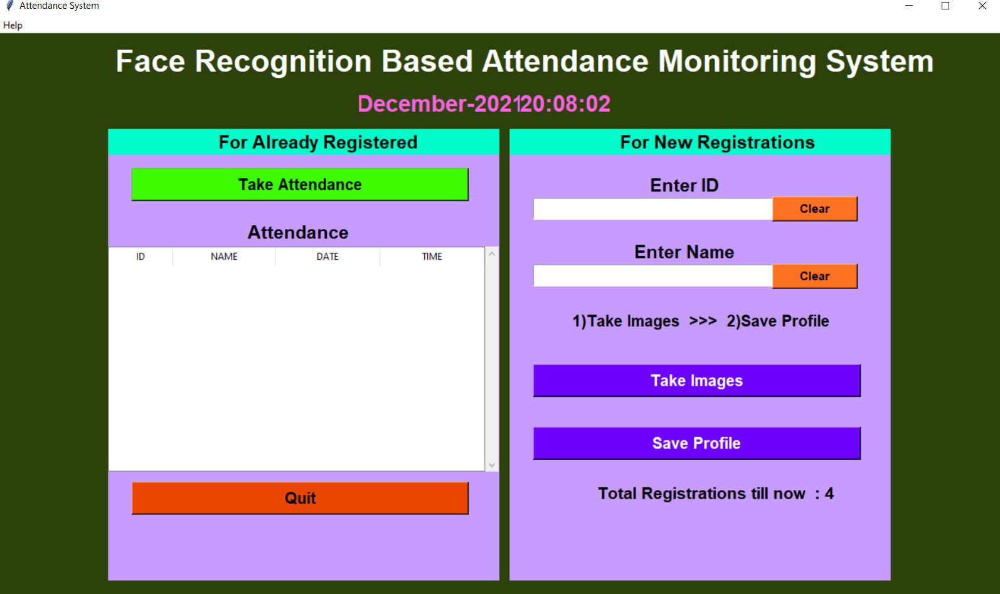 Attendance System
Help
Face Recognition Based Attendance Monitoring System
December-2021 20:08:02
For Already Registered
Take Attendance
Attendance
ID NAME DATE TIME
Quit
For New Registrations
Enter ID
Clear
Enter Name
Clear
1)Take Images >>> 2)Save Profile
Take Images
Save Profile
Total Registrations till now : 4